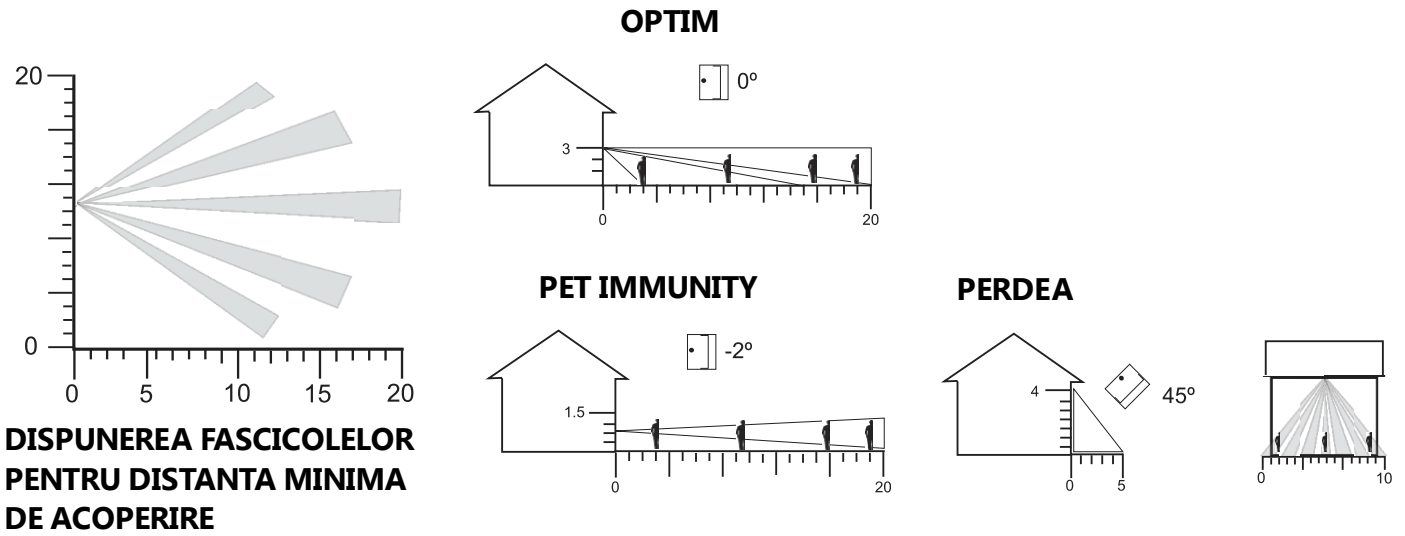 20
0
0 5 10 15 20
DISPUNEREA FASCICOLELOR
PENTRU DISTANTA MINIMA
DE ACOPERIRE
OPTIM
0º
3
0 20
PET IMMUNITY
-2º
1.5
0 20
PERDEA
45º
4
0 5
0 10